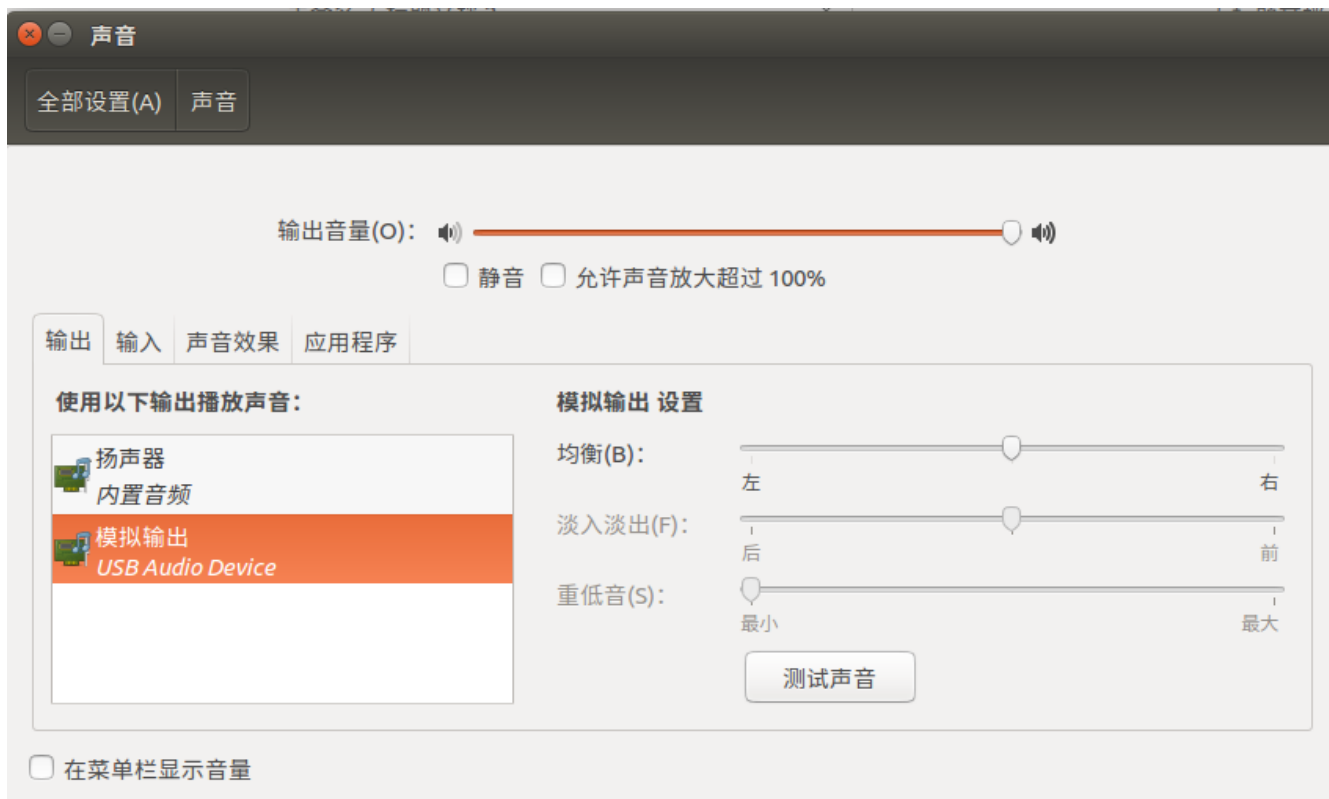 声音
全部设置(A) 声音
输出音量(O)：
静音 允许声音放大超过 100%
输出 输入 声音效果 应用程序
使用以下输出播放声音：
扬声器
内置音频
模拟输出
USB Audio Device
模拟输出 设置
均衡(B)：
左 右
淡入淡出(F)：
后 前
重低音(S)：
最小 最大
测试声音
在菜单栏显示音量